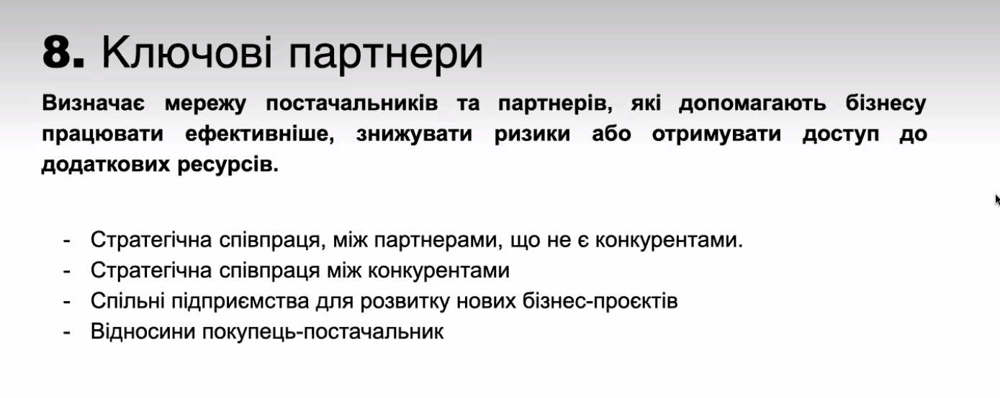 8. Ключові партнери
Визначає мережу постачальників та партнерів, які допомагають бізнесу
працювати ефективніше, знижувати ризики або отримувати доступ до
додаткових ресурсів.
- Стратегічна співпраця, між партнерами, що не є конкурентами.
- Стратегічна співпраця між конкурентами
- Спільні підприємства для розвитку нових бізнес-проєктів
- Відносини покупець-постачальник